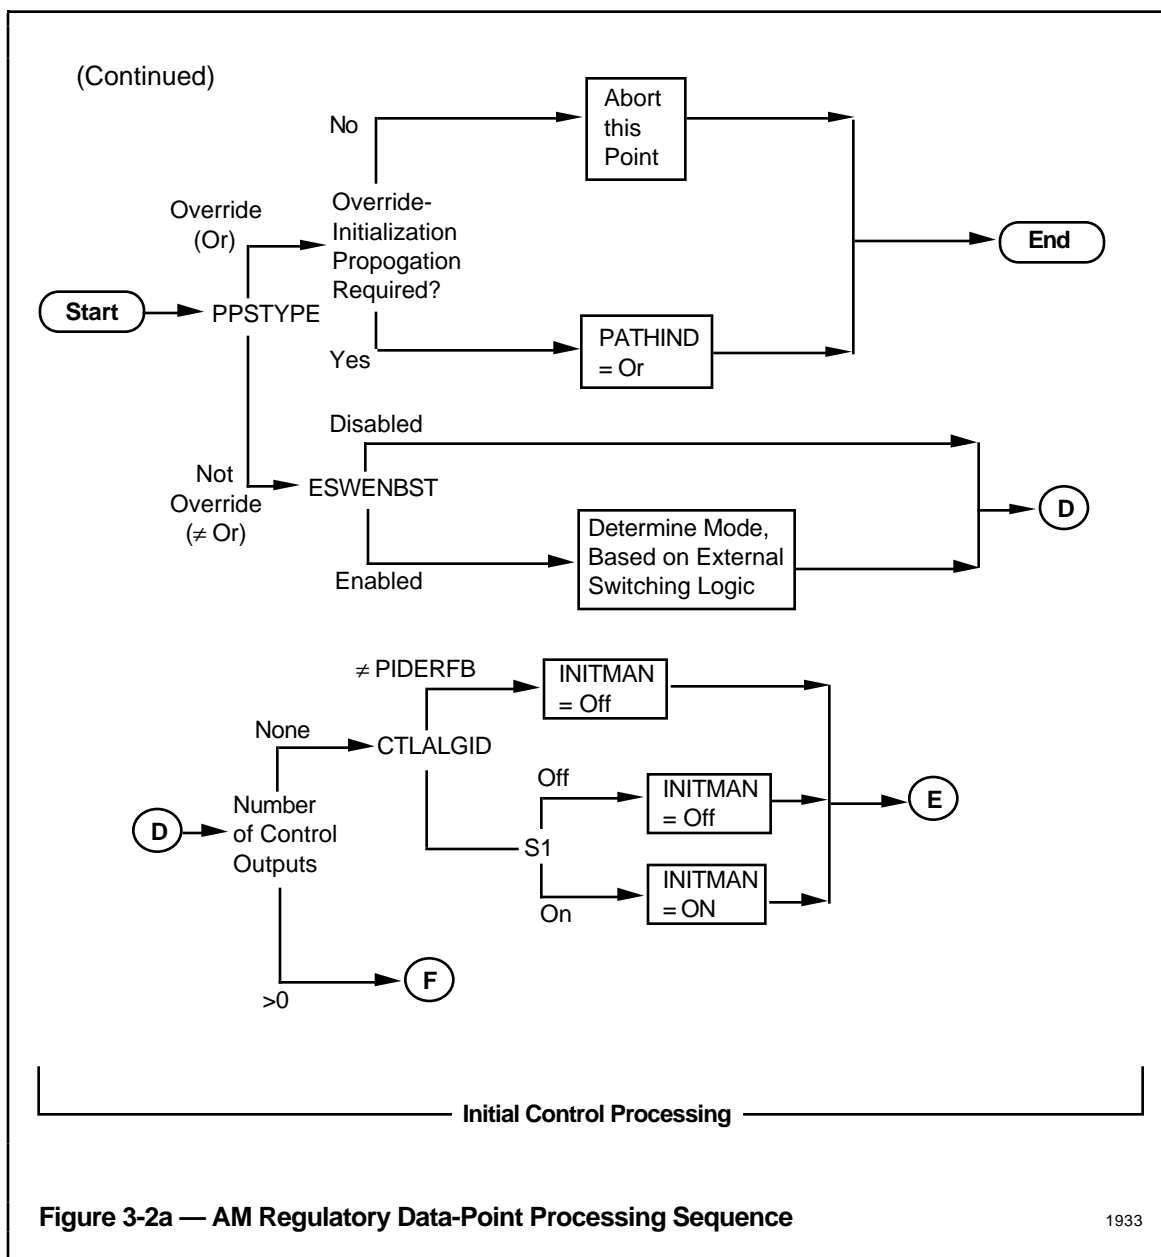 (Continued)
No
Abort
this
Point
Override
(Or)
Override-
Initialization
Propogation
Required?
End
Start
PPSTYPE
Yes
PATHIND
= Or
Disabled
Not
Override
(≠ Or)
ESWENBST
Determine Mode,
Based on External
Switching Logic
D
Enabled
≠ PIDERFB
INITMAN
= Off
None
CTLALGID
Off
INITMAN
= Off
E
D
Number
of Control
Outputs
S1
INITMAN
= ON
On
F
>0
Initial Control Processing
Figure 3-2a — AM Regulatory Data-Point Processing Sequence
1933